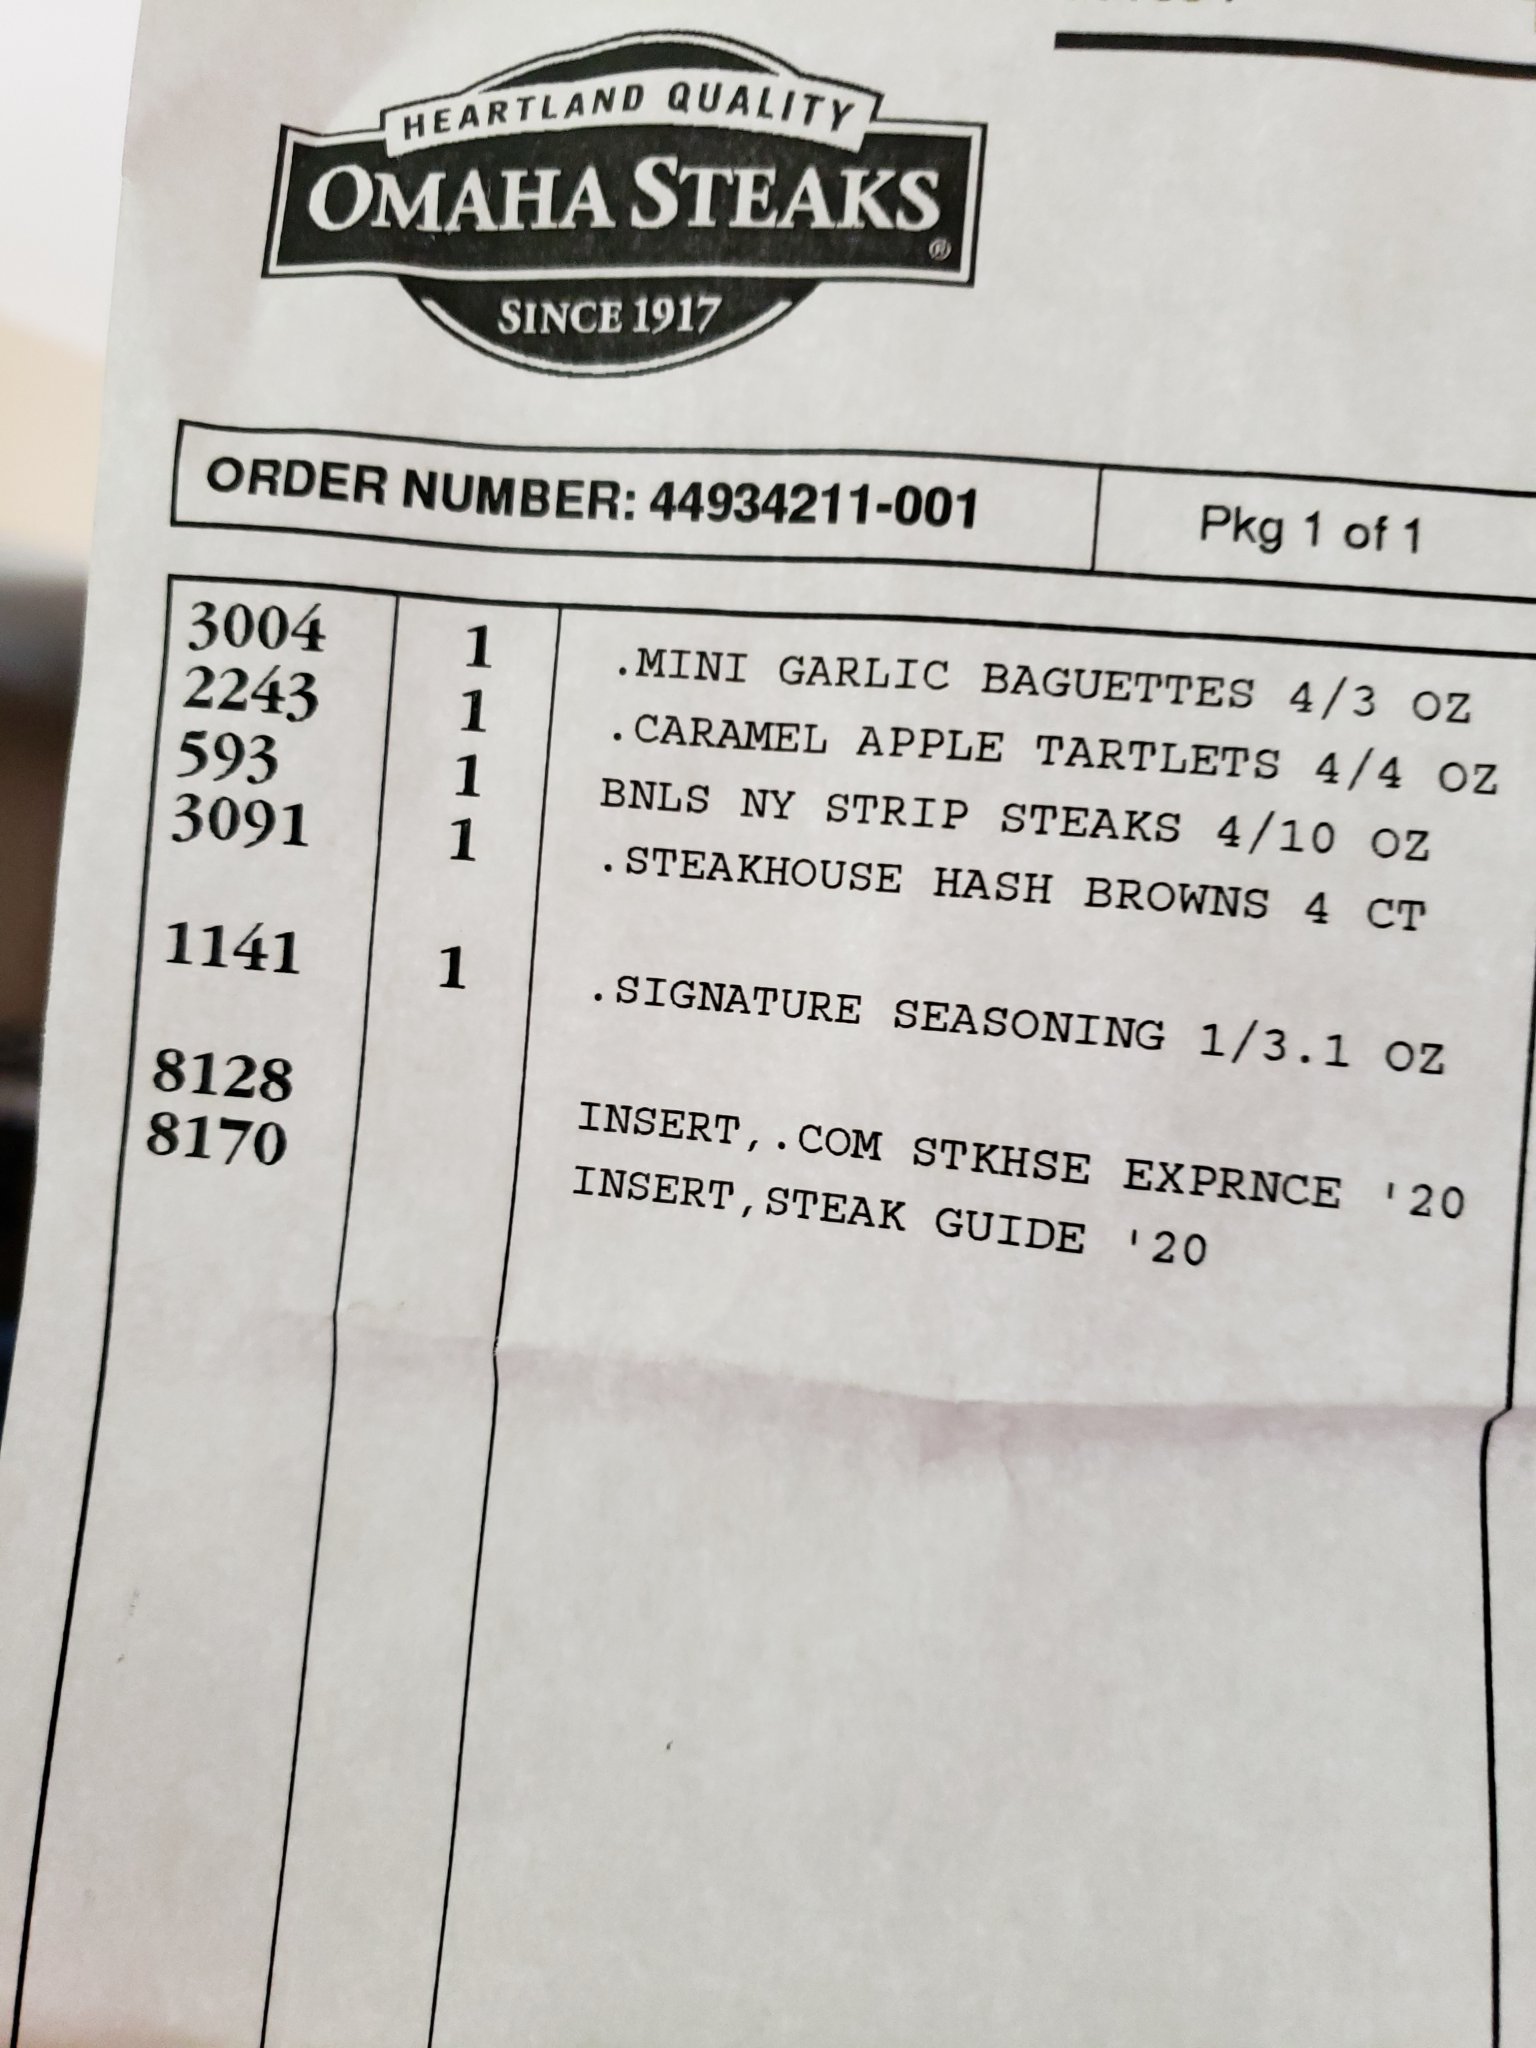 HEARTLAND QUALITY
OMAHA STEAKS®
SINCE 1917
ORDER NUMBER: 44934211-001 Pkg 1 of 1
3004 1 .MINI GARLIC BAGUETTES 4/3 OZ
2243 1 .CARAMEL APPLE TARTLETS 4/4 OZ
593 1 BNLS NY STRIP STEAKS 4/10 OZ
3091 1 .STEAKHOUSE HASH BROWNS 4 CT
1141 1 .SIGNATURE SEASONING 1/3.1 OZ
8128 INSERT,.COM STKHSE EXPRNCE '20
8170 INSERT,STEAK GUIDE '20